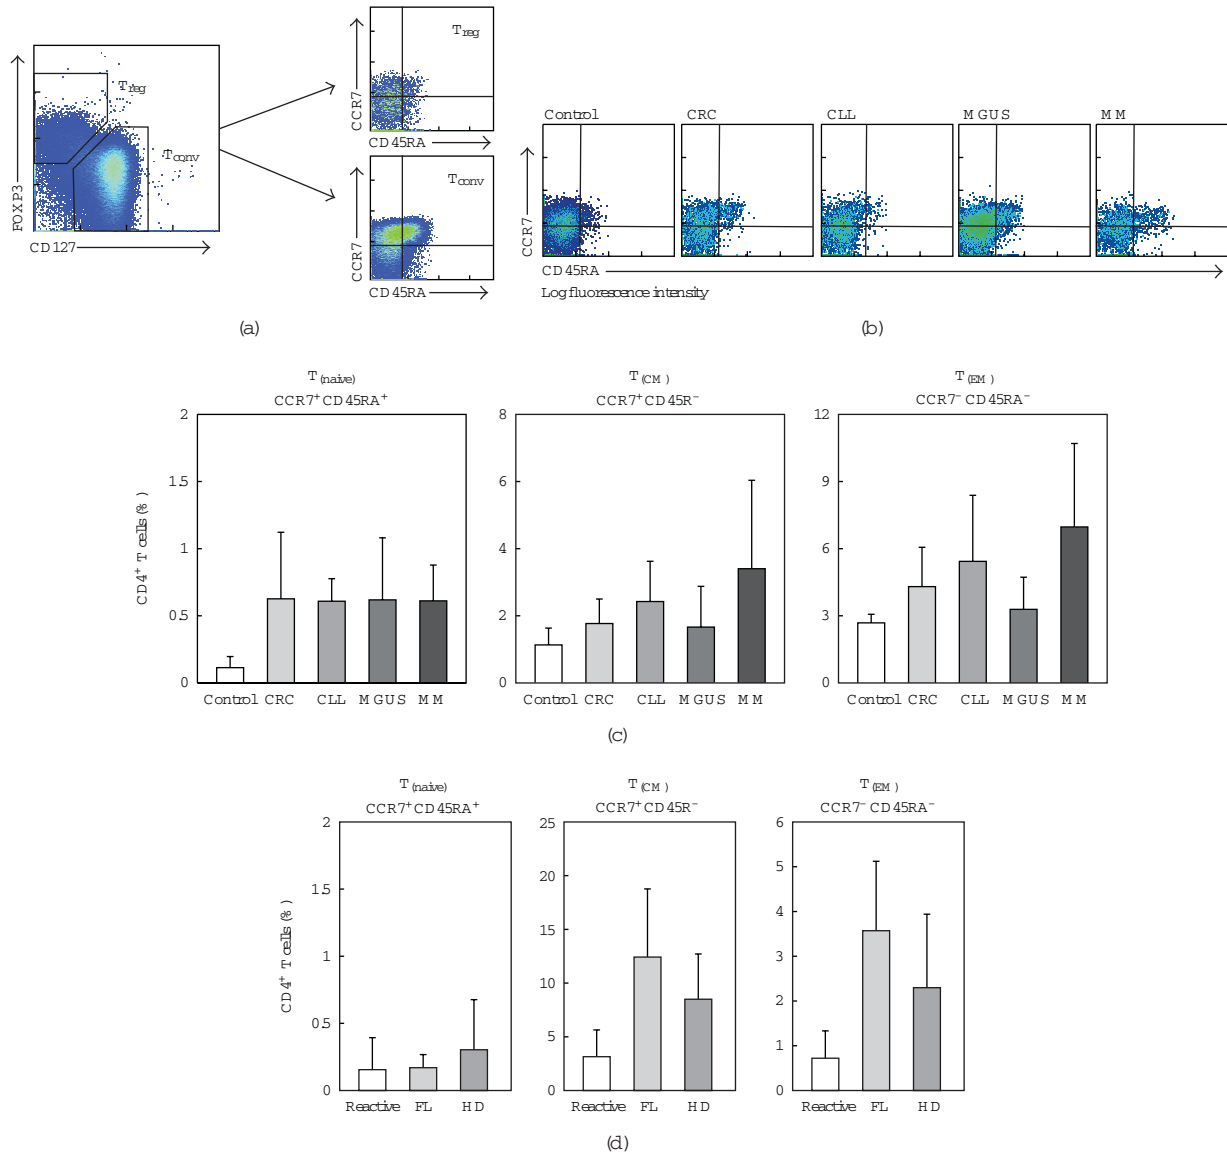 FOXP3
CD127
Treg
Tconv
CCR7
Treg
CD45RA
CCR7
Tconv
CD45RA
(a)
Control CRC CLL MGUS MM
CCR7
CD45RA
Log fluorescence intensity
(b)
T(naive) T(CM) T(EM)
CCR7+CD45RA+ CCR7+CD45R− CCR7−CD45RA−
CD4+ T cells (%)
2
1.5
1
0.5
0
Control CRC CLL MGUS MM
8
6
4
2
0
Control CRC CLL MGUS MM
12
9
6
3
0
Control CRC CLL MGUS MM
(c)
T(naive) T(CM) T(EM)
CCR7+CD45RA+ CCR7+CD45R− CCR7−CD45RA−
CD4+ T cells (%)
2
1.5
1
0.5
0
Reactive FL HD
25
20
15
10
5
0
Reactive FL HD
6
5
4
3
2
1
0
Reactive FL HD
(d)